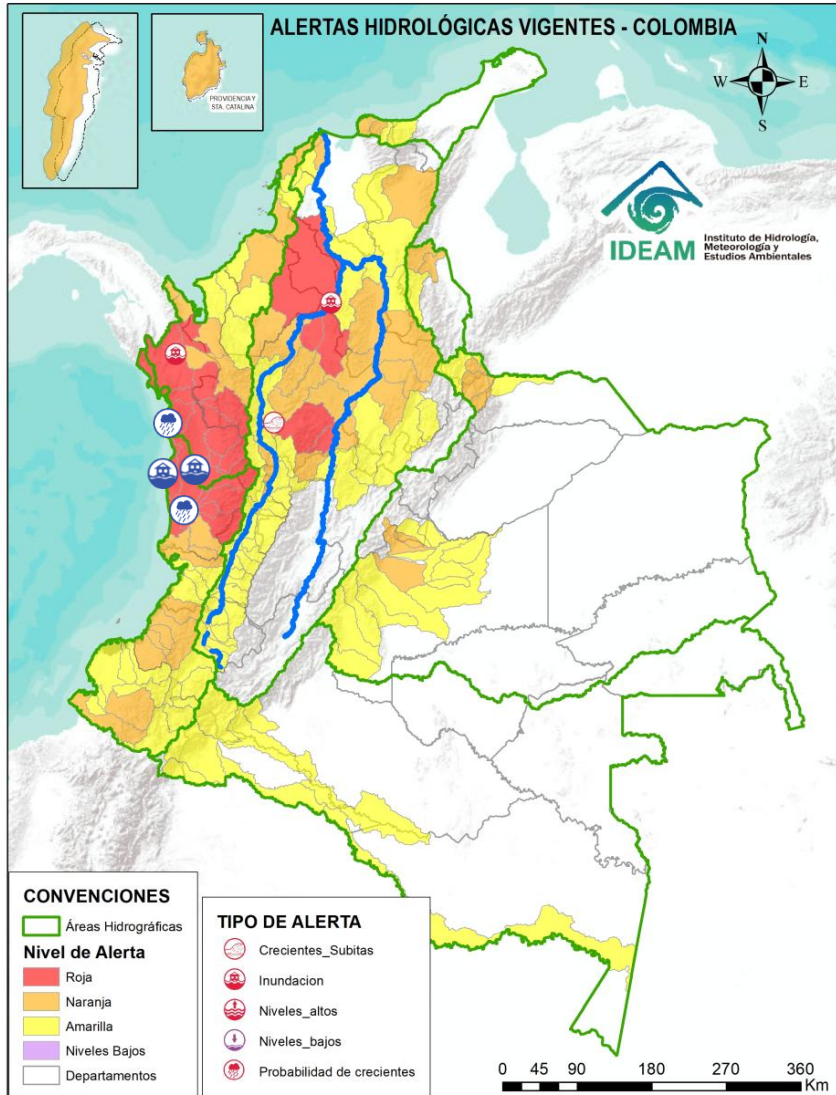 ALERTAS HIDROLÓGICAS VIGENTES - COLOMBIA
PROVIDENCIA Y
STA. CATALINA
N
W
E
S
IDEAM
Instituto de Hidrología,
Meteorología y
Estudios Ambientales
CONVENCIONES
Áreas Hidrográficas
Nivel de Alerta
Roja
Naranja
Amarilla
Niveles Bajos
Departamentos
TIPO DE ALERTA
Crecientes_Subitas
Inundacion
Niveles_altos
Niveles_bajos
Probabilidad de crecientes
0 45 90 180 270 360
Km